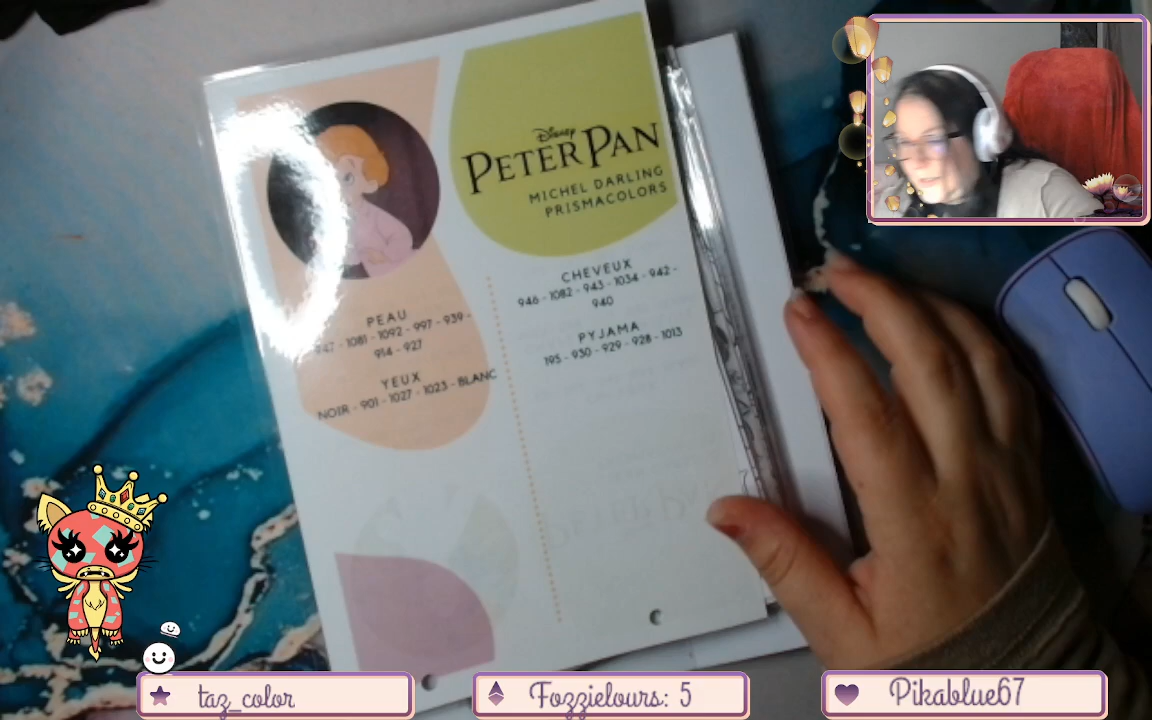 Disney
PETER PAN
MICHEL DARLING
PRISMACOLORS
PEAU
947 - 1081 - 1092 - 997 - 939 -
914 - 927
YEUX
NOIR - 901 - 1027 - 1023 - BLANC
CHEVEUX
946 - 1082 - 943 - 1034 - 942 -
940
PYJAMA
195 - 930 - 929 - 928 - 1013
taz_color
Fozzielours: 5
Pikablue67